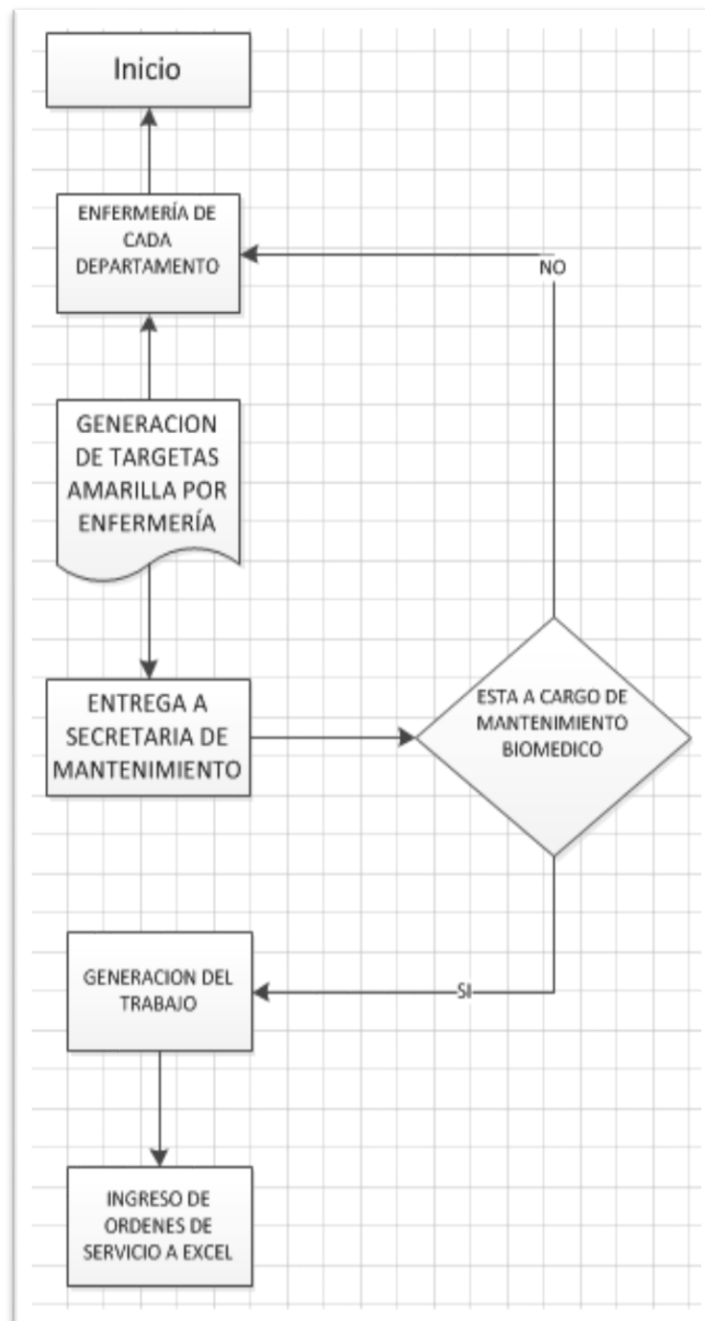 Inicio
ENFERMERÍA DE
CADA
DEPARTAMENTO
NO
GENERACION
DE TARGETAS
AMARILLA POR
ENFERMERÍA
ENTREGA A
SECRETARIA DE
MANTENIMIENTO
ESTA A CARGO DE
MANTENIMIENTO
BIOMEDICO
GENERACION DEL
TRABAJO
SI
INGRESO DE
ORDENES DE
SERVICIO A EXCEL